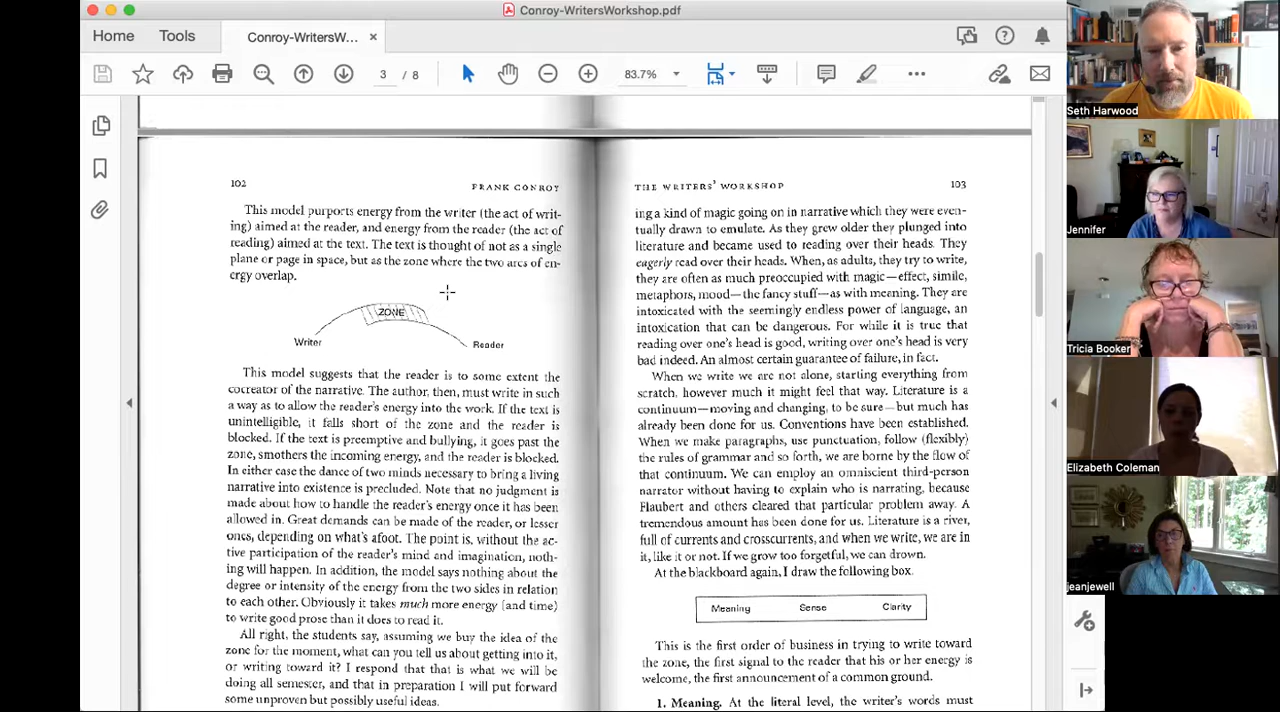 Conroy-WritersWorkshop.pdf
Home
Tools
Conroy-WritersW...
3 / 8
83.7%
102
FRANK CONROY
This model purports energy from the writer (the act of writ-
ing) aimed at the reader, and energy from the reader (the act of
reading) aimed at the text. The text is thought of not as a single
plane or page in space, but as the zone where the two arcs of en-
ergy overlap.
ZONE
Writer
Reader
This model suggests that the reader is to some extent the
cocreator of the narrative. The author, then, must write in such
a way as to allow the reader's energy into the work. If the text is
unintelligible, it falls short of the zone and the reader is
blocked. If the text is preemptive and bullying, it goes past the
zone, smothers the incoming energy, and the reader is blocked.
In either case the dance of two minds necessary to bring a living
narrative into existence is precluded. Note that no judgment is
made about how to handle the reader's energy once it has been
allowed in. Great demands can be made of the reader, or lesser
ones, depending on what's afoot. The point is, without the ac-
tive participation of the reader's mind and imagination, noth-
ing will happen. In addition, the model says nothing about the
degree or intensity of the energy from the two sides in relation
to each other. Obviously it takes much more energy (and time)
to write good prose than it does to read it.
All right, the students say, assuming we buy the idea of the
zone for the moment, what can you tell us about getting into it,
or writing toward it? I respond that that is what we will be
doing all semester, and that in preparation I will put forward
some unproven but possibly useful ideas.
THE WRITERS' WORKSHOP
103
ing a kind of magic going on in narrative which they were even-
tually drawn to emulate. As they grew older they plunged into
literature and became used to reading over their heads. They
eagerly read over their heads. When, as adults, they try to write,
they are often as much preoccupied with magic—effect, simile,
metaphors, mood—the fancy stuff—as with meaning. They are
intoxicated with the seemingly endless power of language, an
intoxication that can be dangerous. For while it is true that
reading over one's head is good, writing over one's head is very
bad indeed. An almost certain guarantee of failure, in fact.
When we write we are not alone, starting everything from
scratch, however much it might feel that way. Literature is a
continuum—moving and changing, to be sure—but much has
already been done for us. Conventions have been established.
When we make paragraphs, use punctuation, follow (flexibly)
the rules of grammar and so forth, we are borne by the flow of
that continuum. We can employ an omniscient third-person
narrator without having to explain who is narrating, because
Flaubert and others cleared that particular problem away. A
tremendous amount has been done for us. Literature is a river,
full of currents and crosscurrents, and when we write, we are in
it, like it or not. If we grow too forgetful, we can drown.
At the blackboard again, I draw the following box.
Meaning Sense Clarity
This is the first order of business in trying to write toward
the zone, the first signal to the reader that his or her energy is
welcome, the first announcement of a common ground.
1. Meaning. At the literal level, the writer's words must
Seth Harwood
Jennifer
Tricia Booker
Elizabeth Coleman
jeanjewell